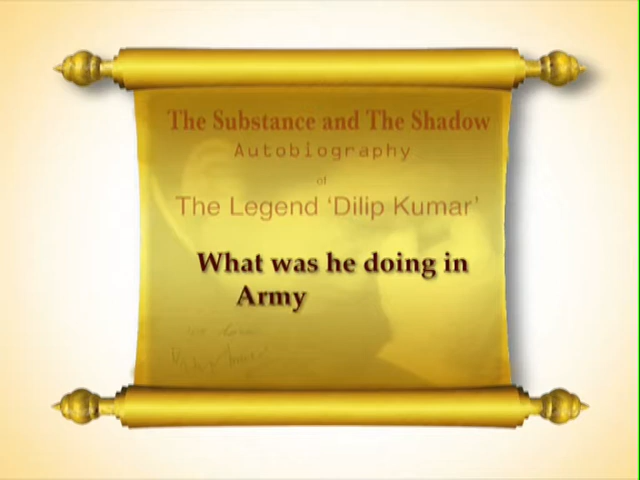 The Substance and The Shadow
Autobiography
of
The Legend ‘Dilip Kumar’
What was he doing in
Army